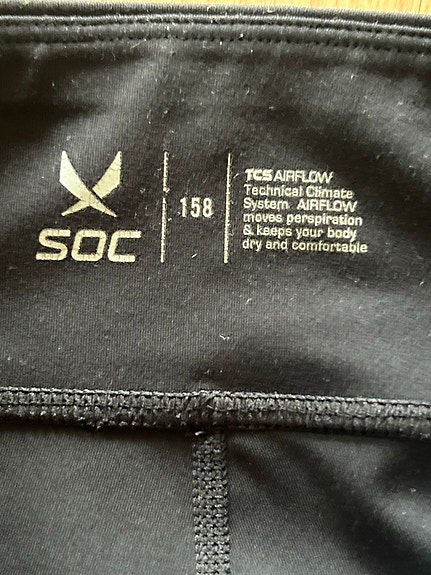 SOC
158
TCS AIRFLOW
Technical Climate
System AIRFLOW
moves perspiration
& keeps your body
dry and comfortable